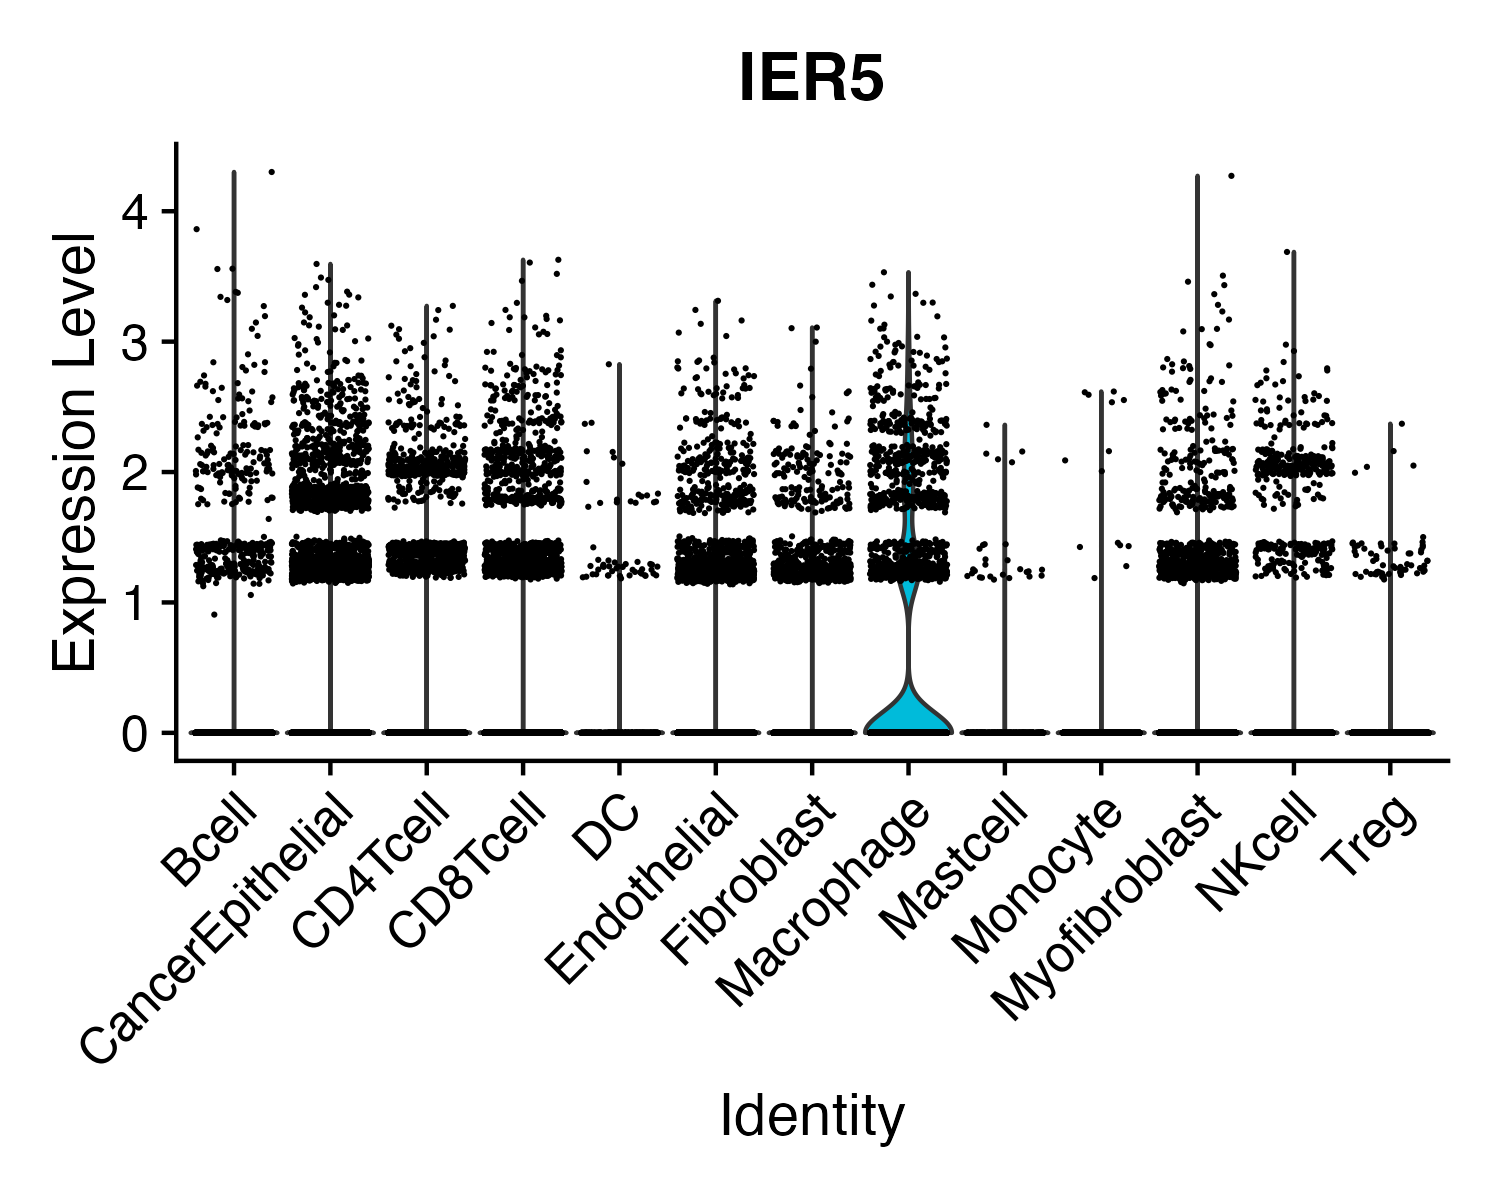 IER5
Expression Level
4
3
2
1
0
Bcell
CancerEpithelial
CD4Tcell
CD8Tcell
DC
Endothelial
Fibroblast
Macrophage
Mastcell
Monocyte
Myofibroblast
NKcell
Treg
Identity